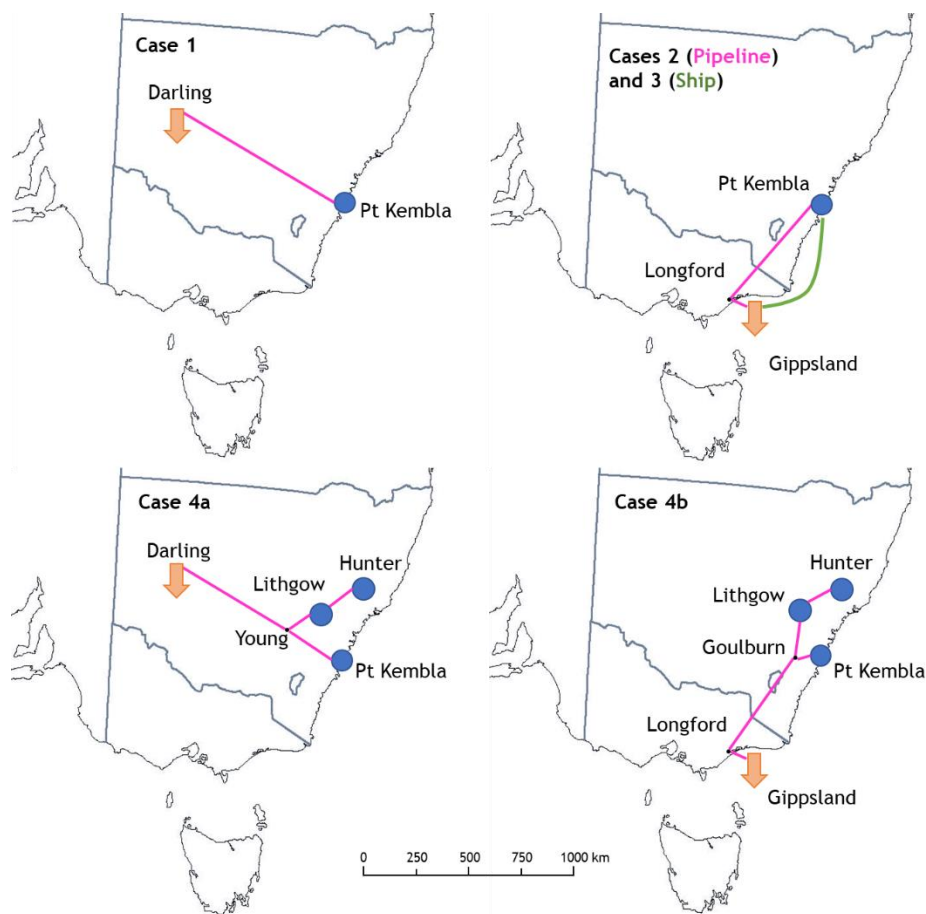 Case 1
Darling
Pt Kembla
Cases 2 (Pipeline)
and 3 (Ship)
Pt Kembla
Longford
Gippsland
Case 4a
Darling
Hunter
Lithgow
Young
Pt Kembla
Case 4b
Hunter
Lithgow
Goulburn
Pt Kembla
Longford
Gippsland
0 250 500 750 1000 km